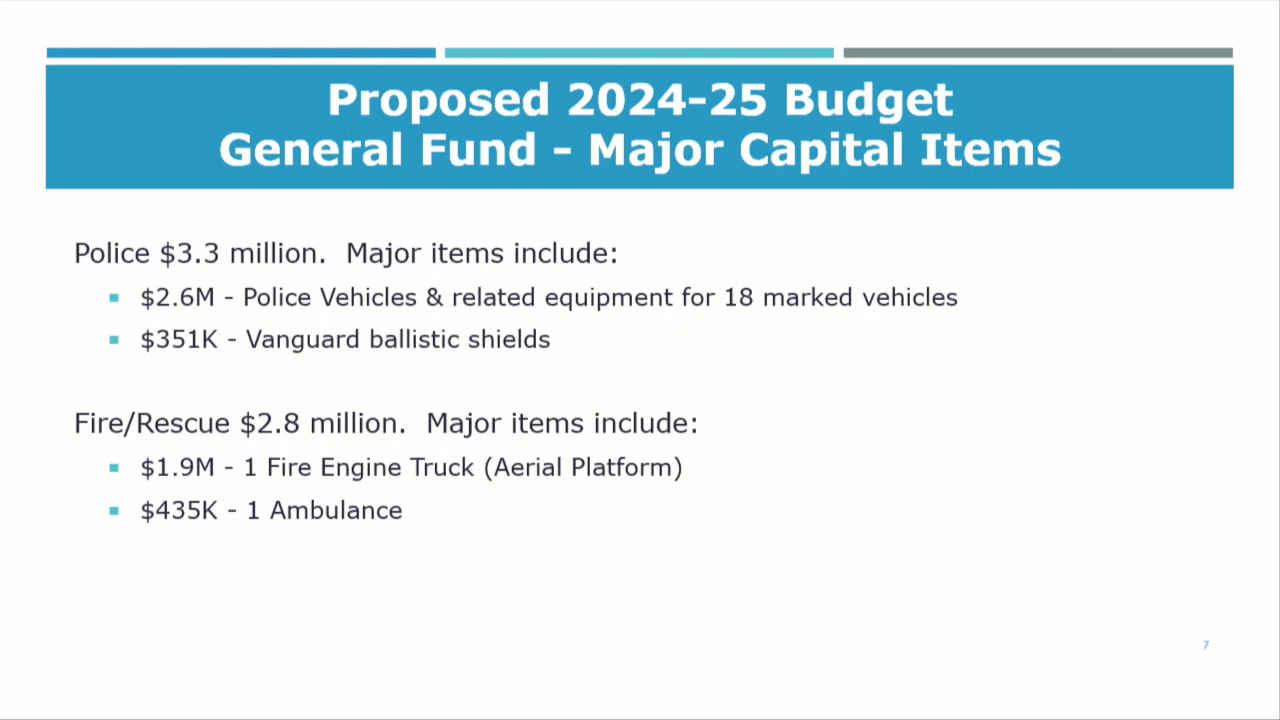 Proposed 2024-25 Budget
General Fund – Major Capital Items
Police $3.3 million.  Major items include:
$2.6M - Police Vehicles & related equipment for 18 marked vehicles
$351K - Vanguard ballistic shields
Fire/Rescue $2.8 million.  Major items include:
$1.9M - 1 Fire Engine Truck (Aerial Platform)
$435K - 1 Ambulance
7